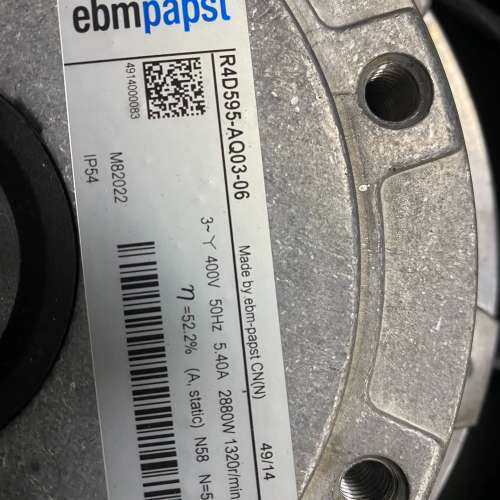 ebmpapst
R4D595-AQ03-06
Made by ebm-papst CN(N)
49/14
3~ Y 400V 50Hz 5.40A 2880W 1320r/min
η=52.2% (A, static) N58 N=5
4914000083
M82022
IP54